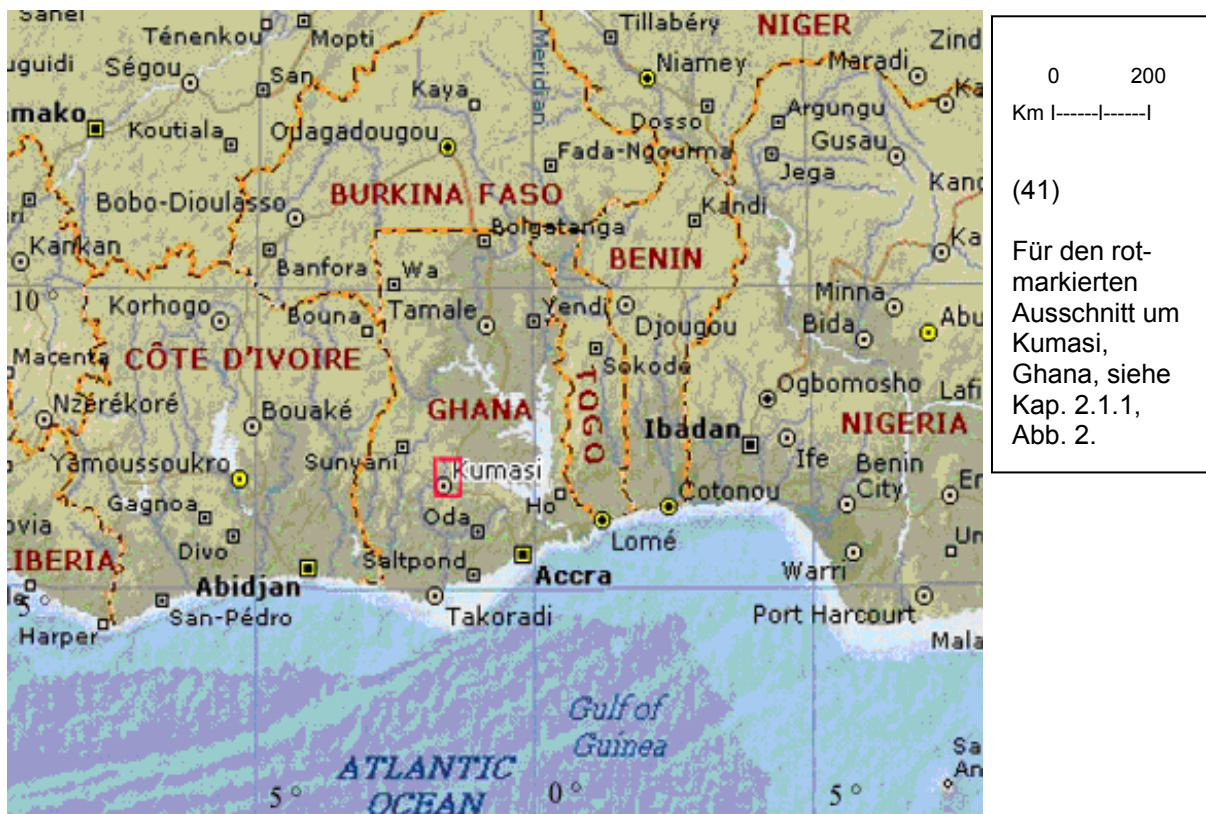 Sanei
Ténenkou
Mopti
Tillabéry
NIGER
Zind
uguidi
Ségou
San
Meridian
Niamey
Maradi
Ka
mako
Koutiala
Kaya
Ouagadougou
Dosso
Argungu
Gusau
Fada-Ngourma
Jega
Kano
BURKINA FASO
Bobo-Dioulasso
Kandi
Kankan
Banfora
Bolgatanga
BENIN
Ka
Wa
10°
Korhogo
Bouna
Tamale
Yendi
Djougou
Minna
Bida
Abu
Macenta
CÔTE D'IVOIRE
Sokodé
Nzérékoré
Bouaké
GHANA
TOGO
Ogbomosho
Lafi
Ibadan
NIGERIA
Yamoussoukro
Sunyani
Kumasi
Ife
Benin
City
Gagnoa
Oda
Ho
Cotonou
ovia
Divo
Lomé
LIBERIA
Saltpond
Accra
Warri
Abidjan
5°
San-Pédro
Takoradi
Port Harcourt
Harper
Mala
Gulf of
Guinea
ATLANTIC
OCEAN
5°
0°
5°
0 200
Km I------I------I
(41)
Für den rot-
markierten
Ausschnitt um
Kumasi,
Ghana, siehe
Kap. 2.1.1,
Abb. 2.